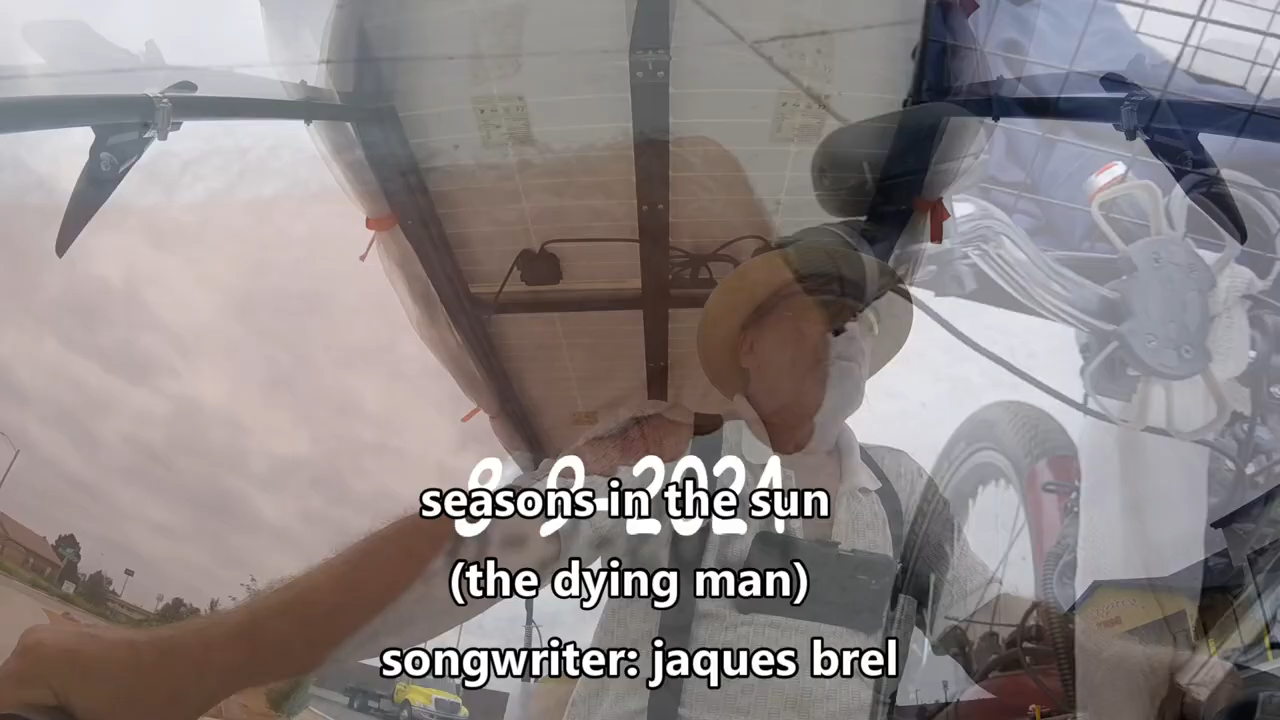 8-9-2024
seasons in the sun
(the dying man)
songwriter: jaques brel